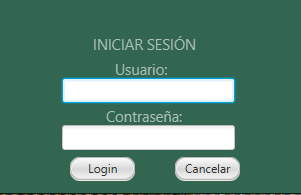 INICIAR SESIÓN
Usuario:
Contraseña:
Login Cancelar